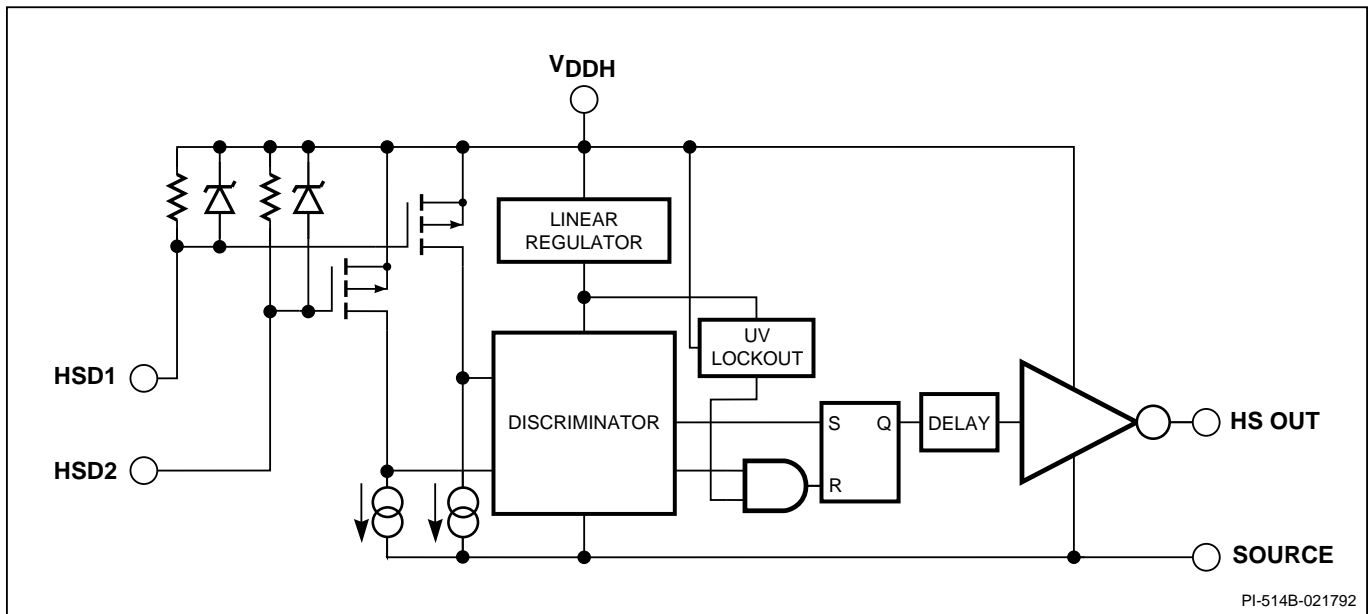 VDDH
LINEAR
REGULATOR
UV
LOCKOUT
HSD1
DISCRIMINATOR
S Q
DELAY
HS OUT
HSD2
R
SOURCE
PI-514B-021792